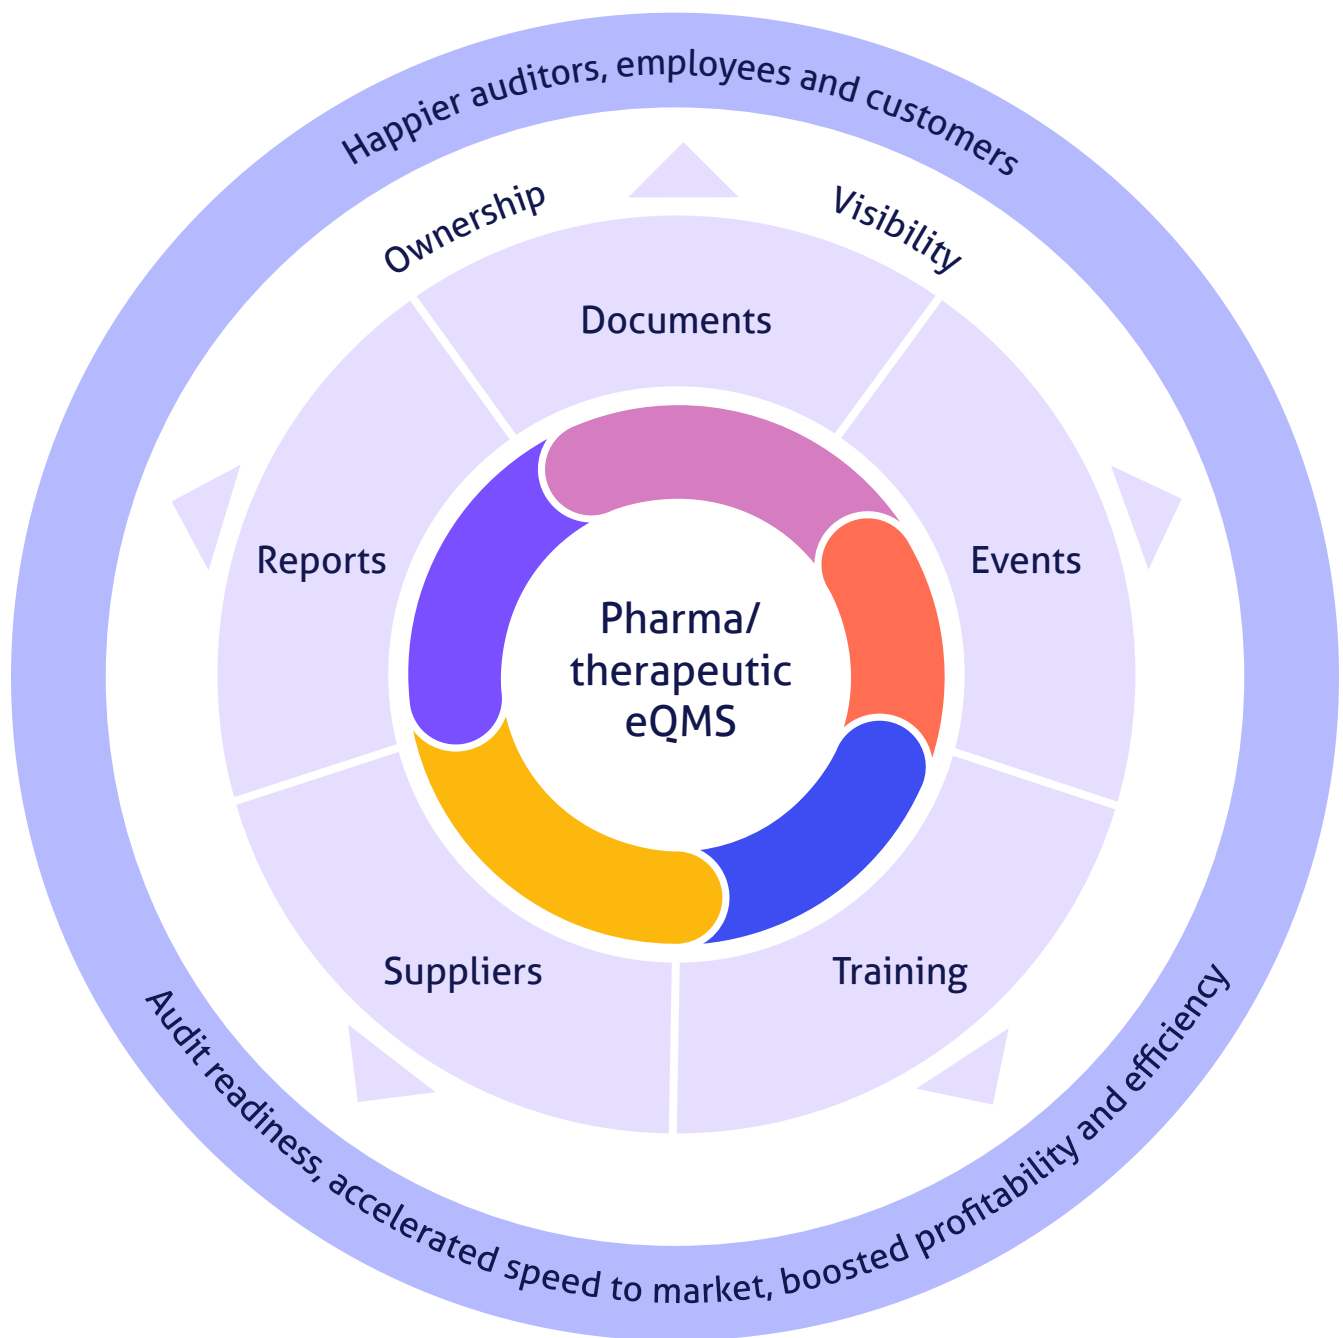 Happier auditors, employees and customers
Ownership
Visibility
Documents
Reports
Events
Pharma/
therapeutic
eQMS
Suppliers
Training
Audit readiness, accelerated speed to market, boosted profitability and efficiency